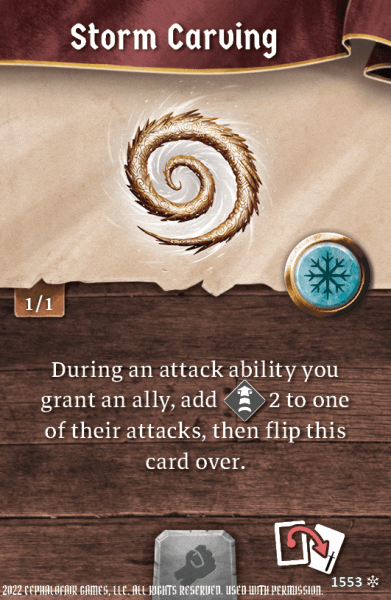 Storm Carving
1/1
During an attack ability you
grant an ally, add 2 to one
of their attacks, then flip this
card over.
1553
2022 CEPHALOFAIR GAMES, LLC. ALL RIGHTS RESERVED. USED WITH PERMISSION.